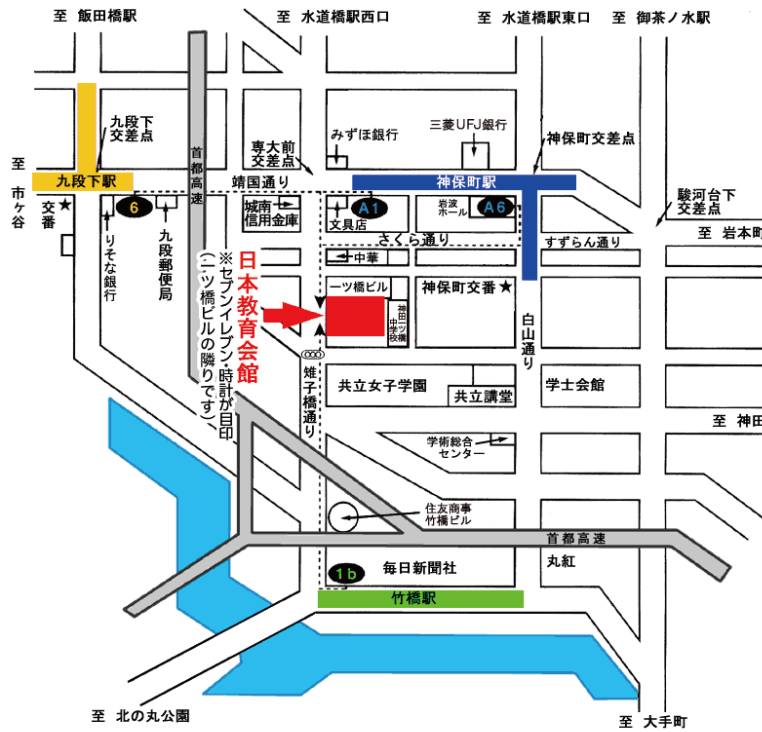 至 飯田橋駅
至 水道橋駅西口
至 水道橋駅東口
至 御茶ノ水駅
九段下
交差点
首都高速
専大前
交差点
みずほ銀行
三菱UFJ銀行
神保町交差点
至 市ヶ谷
九段下駅
靖国通り
神保町駅
駿河台下
交差点
交番★
6
城南
信用金庫
文具店
A1
岩波
ホール
A6
りそな銀行
九段郵便局
さくら通り
すずらん通り
至 岩本町
中華
日本教育会館
※セブンイレブン・時計が目印
(一ツ橋ビルの隣りです)
一ツ橋ビル
神田一ツ橋
中学校
神保町交番★
白山通り
雉子橋通り
共立女子学園
共立講堂
学士会館
至 神田
学術総合
センター
住友商事
竹橋ビル
首都高速
1b
毎日新聞社
丸紅
竹橋駅
至 北の丸公園
至 大手町